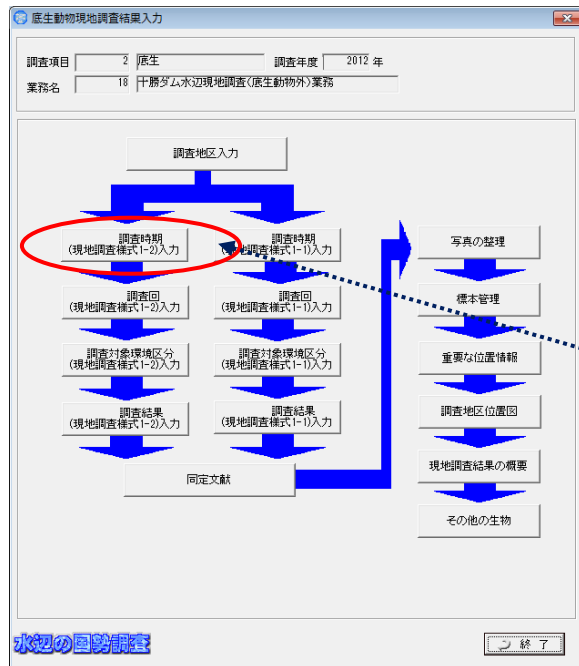 底生動物現地調査結果入力
調査項目 2 底生 調査年度 2012 年
業務名 18 十勝ダム水辺現地調査(底生動物外)業務
調査地区入力
調査時期
(現地調査様式1-2)入力
調査時期
(現地調査様式1-1)入力
調査回
(現地調査様式1-2)入力
調査回
(現地調査様式1-1)入力
調査対象環境区分
(現地調査様式1-2)入力
調査対象環境区分
(現地調査様式1-1)入力
調査結果
(現地調査様式1-2)入力
調査結果
(現地調査様式1-1)入力
同定文献
写真の整理
標本管理
重要な位置情報
調査地区位置図
現地調査結果の概要
その他の生物
水辺の国勢調査
終了